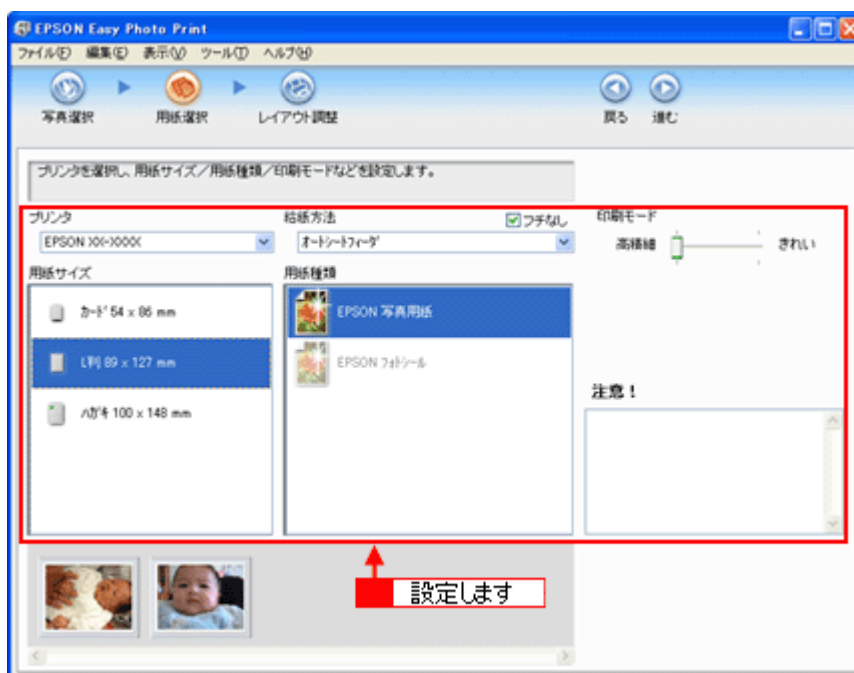 EPSON Easy Photo Print
ファイル(F) 編集(E) 表示(V) ツール(T) ヘルプ(H)
写真選択 用紙選択 レイアウト調整 戻る 進む
プリンタを選択し、用紙サイズ/用紙種類/印刷モードなどを設定します。
プリンタ 給紙方法 フチなし 印刷モード
EPSON XX-XXXX オートシートフィーダ 高精細 きれい
用紙サイズ 用紙種類
カード 54 x 86 mm EPSON 写真用紙
L判 89 x 127 mm EPSON フォトシール
ハガキ 100 x 148 mm
注意!
設定します